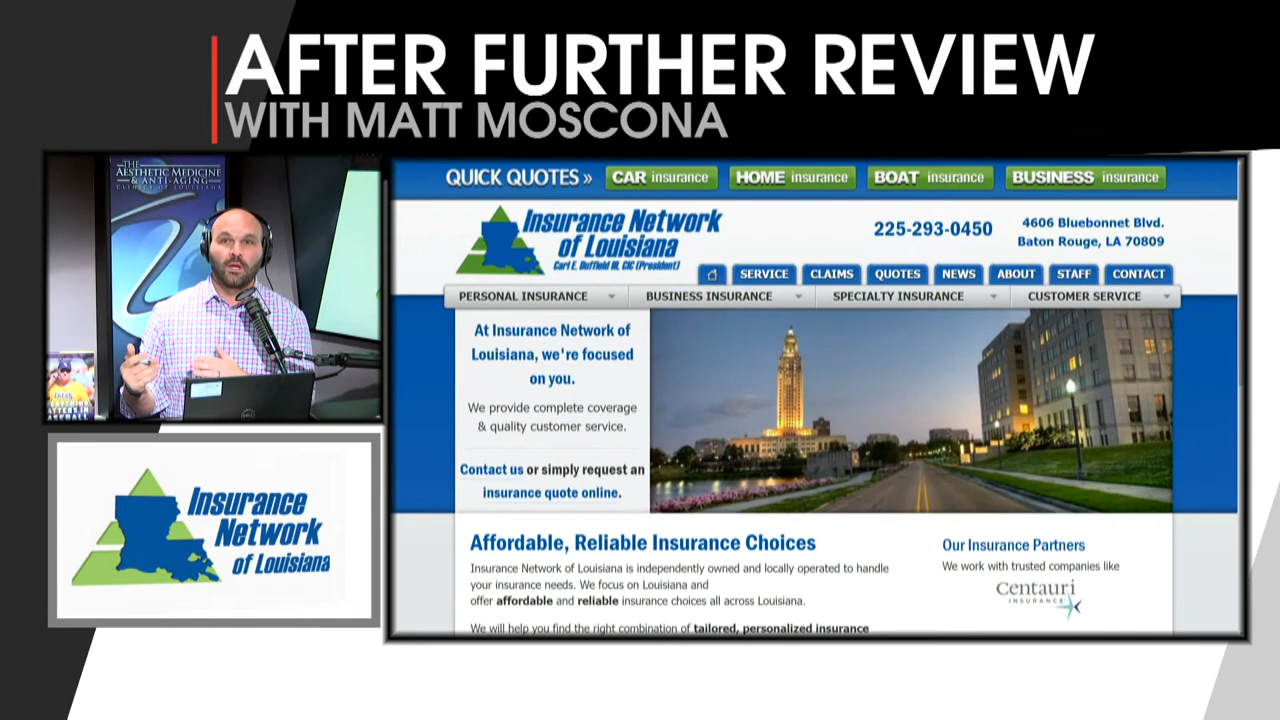 AFTER FURTHER REVIEW
WITH MATT MOSCONA
THE
AESTHETIC MEDICINE
& ANTI-AGING
CLINICS OF LOUISIANA
Insurance
Network
of Louisiana
QUICK QUOTES »
CAR insurance
HOME insurance
BOAT insurance
BUSINESS insurance
Insurance Network
of Louisiana
Carl E. Duffield III, CIC (President)
225-293-0450
4606 Bluebonnet Blvd.
Baton Rouge, LA 70809
SERVICE
CLAIMS
QUOTES
NEWS
ABOUT
STAFF
CONTACT
PERSONAL INSURANCE
BUSINESS INSURANCE
SPECIALTY INSURANCE
CUSTOMER SERVICE
At Insurance Network of
Louisiana, we're focused
on you.
We provide complete coverage
& quality customer service.
Contact us or simply request an
insurance quote online.
Affordable, Reliable Insurance Choices
Insurance Network of Louisiana is independently owned and locally operated to handle
your insurance needs. We focus on Louisiana and
offer affordable and reliable insurance choices all across Louisiana.
We will help you find the right combination of tailored, personalized insurance
Our Insurance Partners
We work with trusted companies like
Centauri
INSURANCE